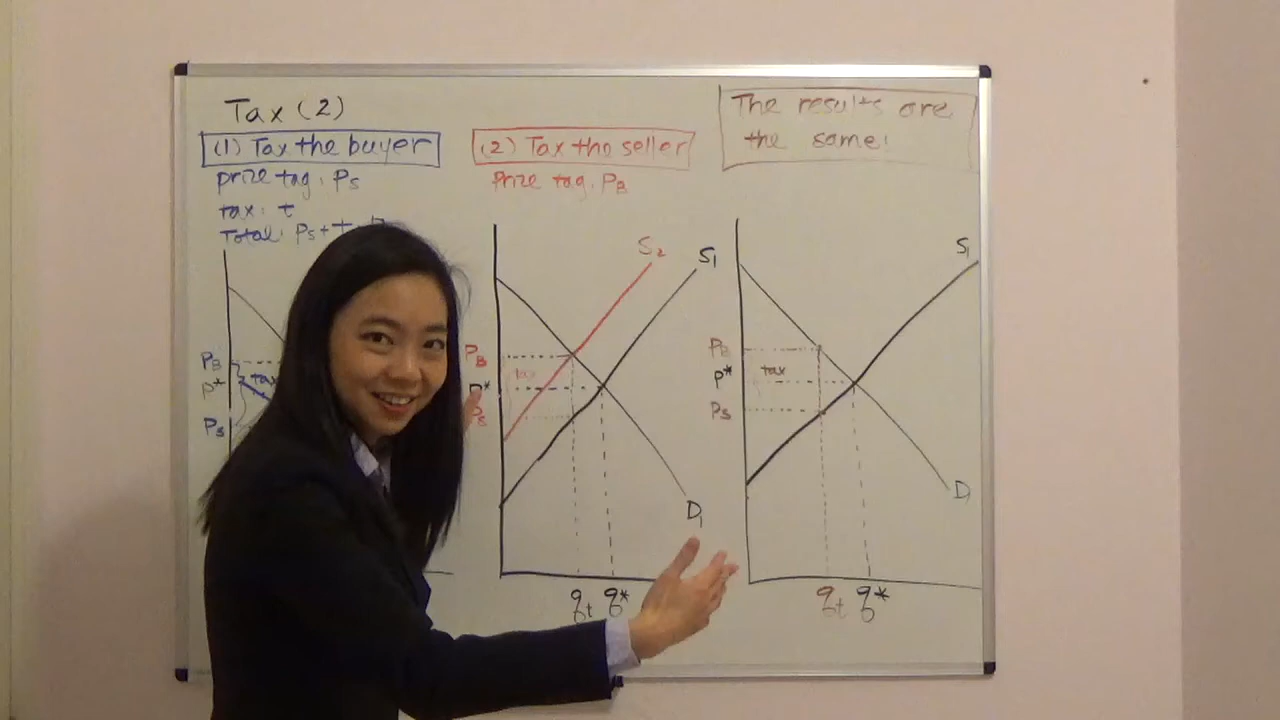 Tax (2)
(1) Tax the buyer
prize tag: Ps
tax: t
Total: Ps + t
(2) Tax the seller
Prize tag: PB
The results are
the same!
PB
P*
Ps
tax
S2
S1
PB
P*
Ps
tax
D1
qt q*
S1
PB
P*
Ps
tax
D1
qt q*